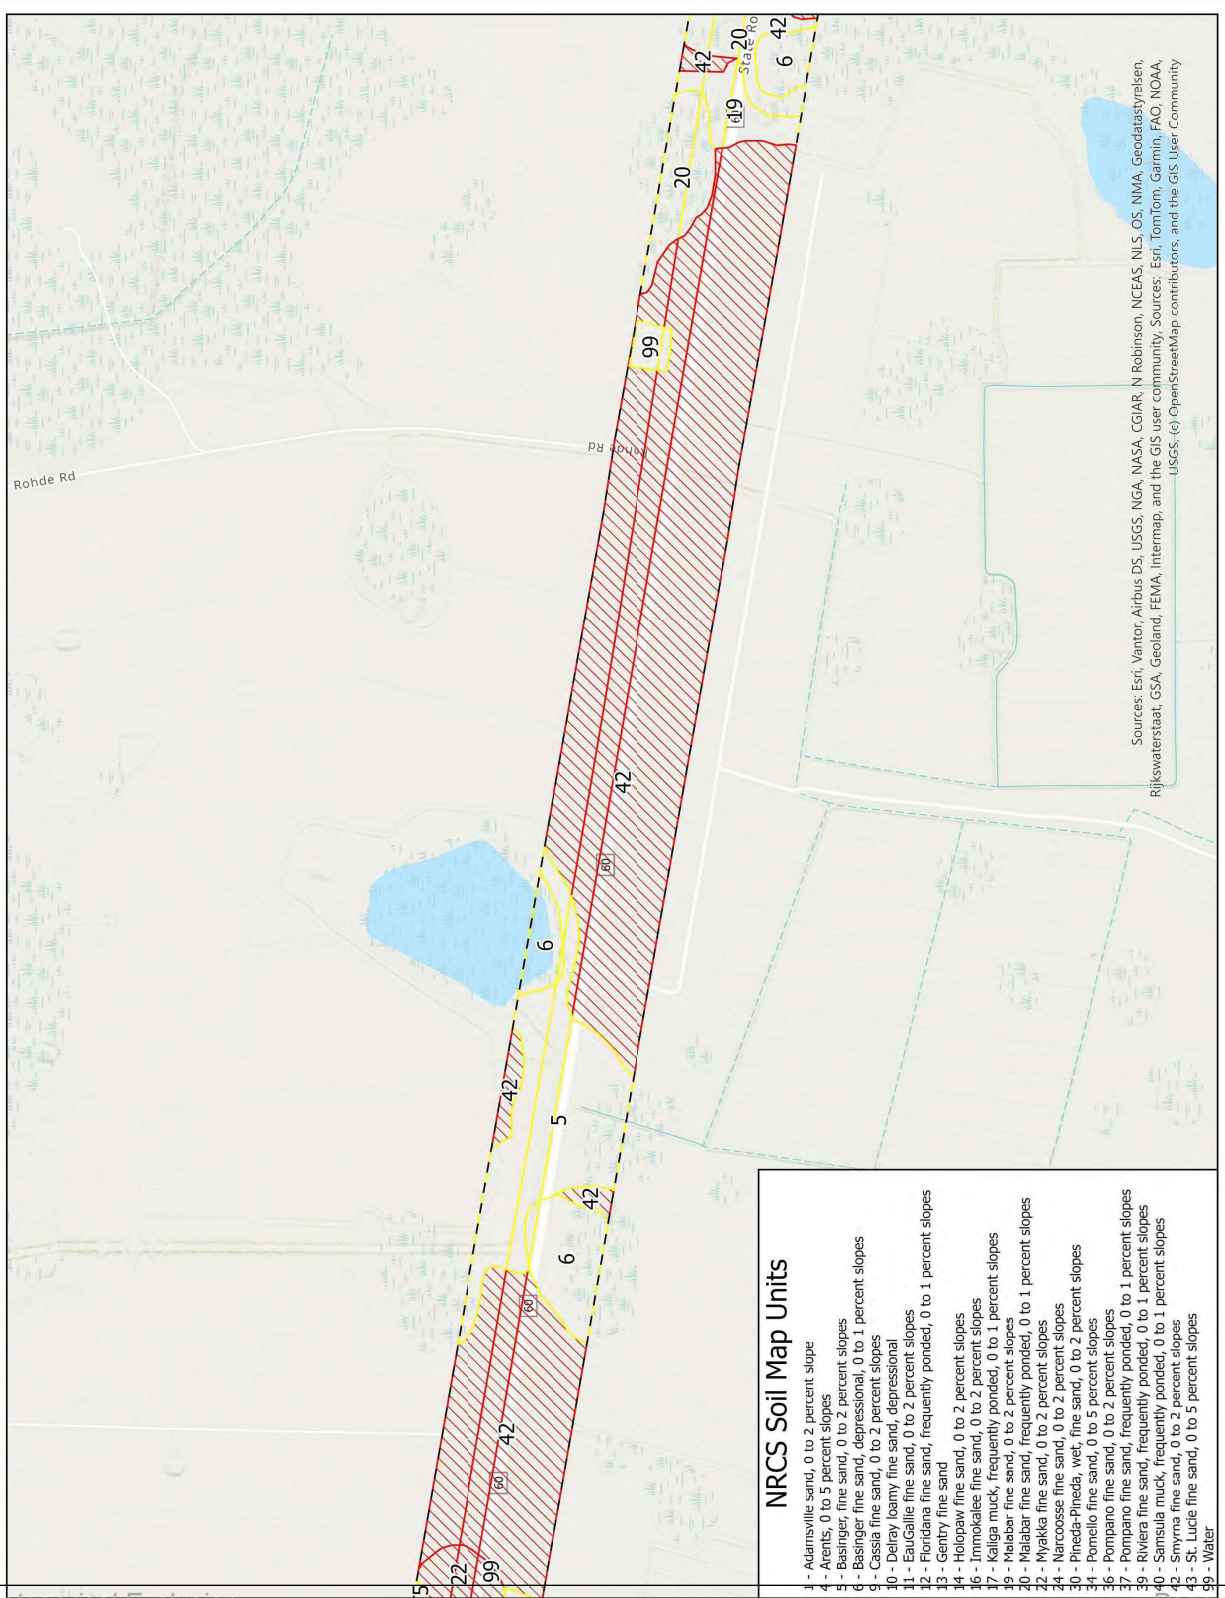 42
20
State Ro
42
6
19
60
20
99
Rohde Rd
Rohde Rd
42
60
6
42
5
42
6
60
42
60
22
99
5
NRCS Soil Map Units
1 - Adamsville sand, 0 to 2 percent slope
4 - Arents, 0 to 5 percent slopes
5 - Basinger, fine sand, 0 to 2 percent slopes
6 - Basinger fine sand, depressional, 0 to 1 percent slopes
9 - Cassia fine sand, 0 to 2 percent slopes
10 - Delray loamy fine sand, depressional
11 - EauGallie fine sand, 0 to 2 percent slopes
12 - Floridana fine sand, frequently ponded, 0 to 1 percent slopes
13 - Gentry fine sand
14 - Holopaw fine sand, 0 to 2 percent slopes
16 - Immokalee fine sand, 0 to 2 percent slopes
17 - Kaliga muck, frequently ponded, 0 to 1 percent slopes
19 - Malabar fine sand, 0 to 2 percent slopes
20 - Malabar fine sand, frequently ponded, 0 to 1 percent slopes
22 - Myakka fine sand, 0 to 2 percent slopes
24 - Narcoosse fine sand, 0 to 2 percent slopes
30 - Pineda-Pineda, wet, fine sand, 0 to 2 percent slopes
34 - Pomello fine sand, 0 to 5 percent slopes
36 - Pompano fine sand, 0 to 2 percent slopes
37 - Pompano fine sand, frequently ponded, 0 to 1 percent slopes
39 - Riviera fine sand, frequently ponded, 0 to 1 percent slopes
40 - Samsula muck, frequently ponded, 0 to 1 percent slopes
42 - Smyrna fine sand, 0 to 2 percent slopes
43 - St. Lucie fine sand, 0 to 5 percent slopes
99 - Water
Sources: Esri, Vantor, Airbus DS, USGS, NGA, NASA, CGIAR, N Robinson, NCEAS, NLS, OS, NMA, Geodatastyrelsen,
Rijkswaterstaat, GSA, Geoland, FEMA, Intermap, and the GIS user community, Sources: Esri, TomTom, Garmin, FAO, NOAA,
USGS, (c) OpenStreetMap contributors, and the GIS User Community